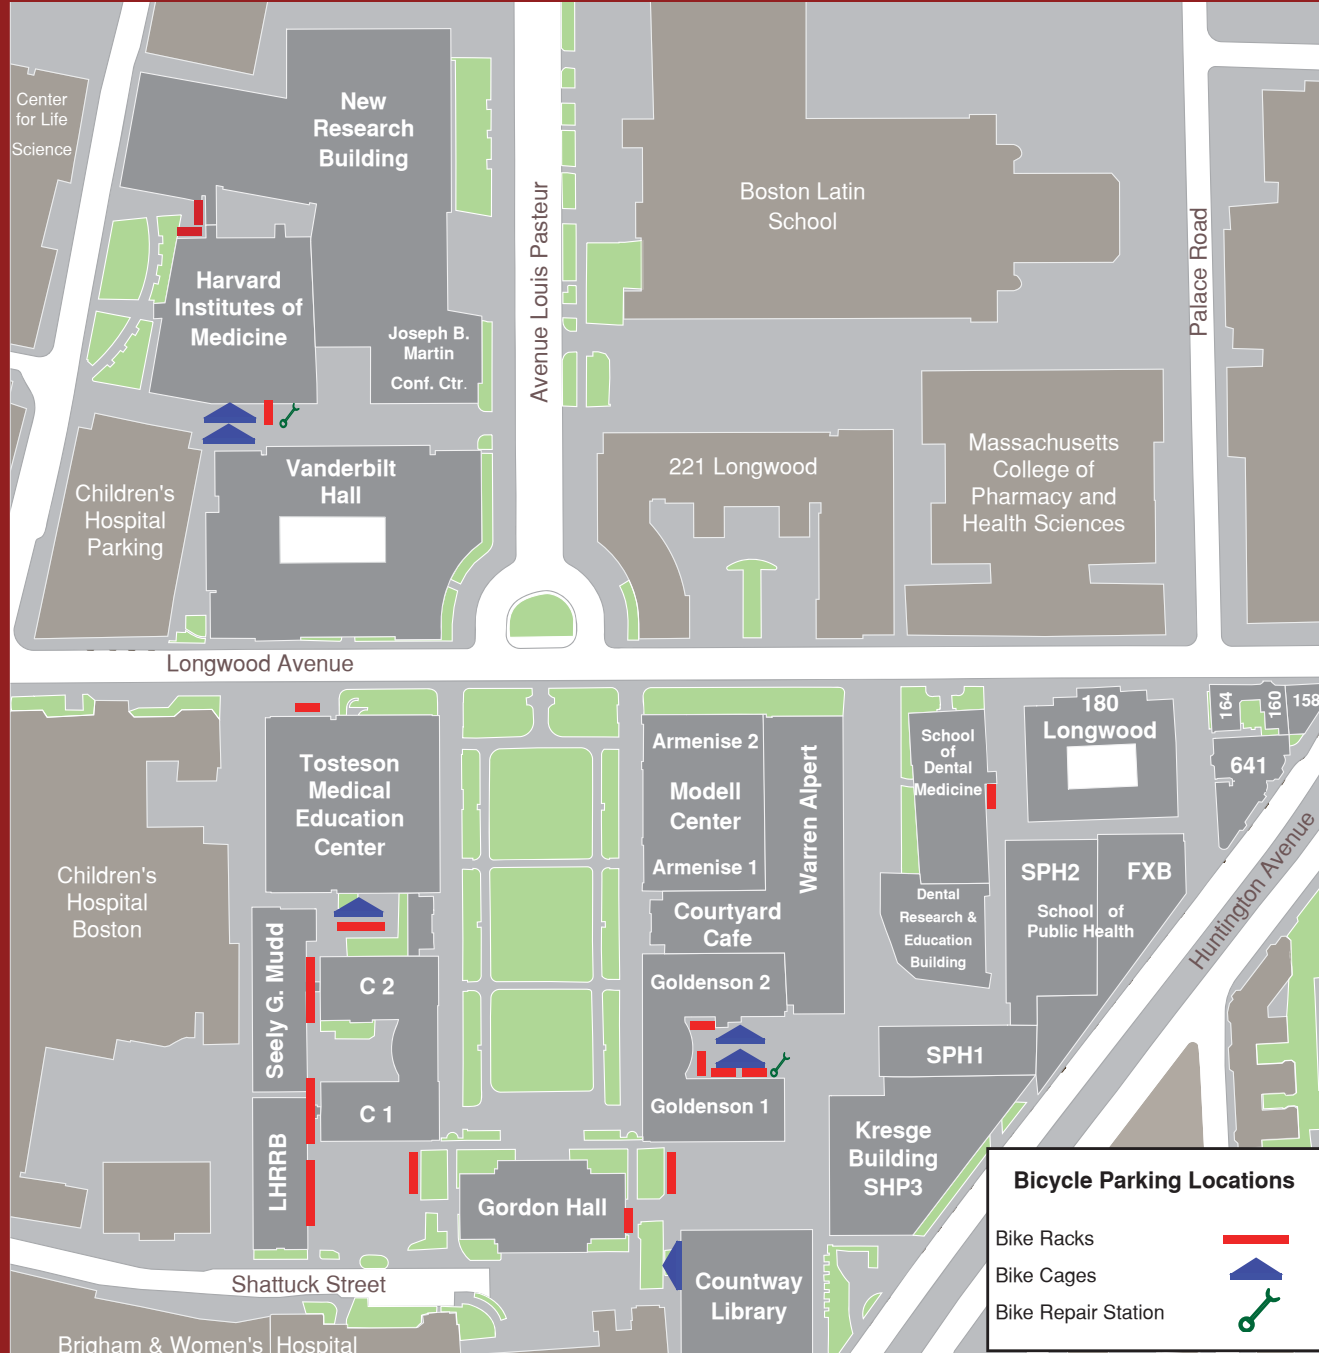 Center
for Life
Science
New
Research
Building
Boston Latin
School
Avenue Louis Pasteur
Palace Road
Harvard
Institutes of
Medicine
Joseph B.
Martin
Conf. Ctr.
Children's
Hospital
Parking
Vanderbilt
Hall
221 Longwood
Massachusetts
College of
Pharmacy and
Health Sciences
Longwood Avenue
Tosteson
Medical
Education
Center
Armenise 2
Modell
Center
Armenise 1
Warren Alpert
School
of
Dental
Medicine
180
Longwood
164
160
158
641
Children's
Hospital
Boston
Seely G. Mudd
C 2
C 1
LHRRB
Courtyard
Cafe
Goldenson 2
Goldenson 1
Dental
Research &
Education
Building
SPH2
FXB
School of
Public Health
Huntington Avenue
SPH1
Kresge
Building
SHP3
Gordon Hall
Countway
Library
Shattuck Street
Brigham & Women's Hospital
Bicycle Parking Locations
Bike Racks
Bike Cages
Bike Repair Station